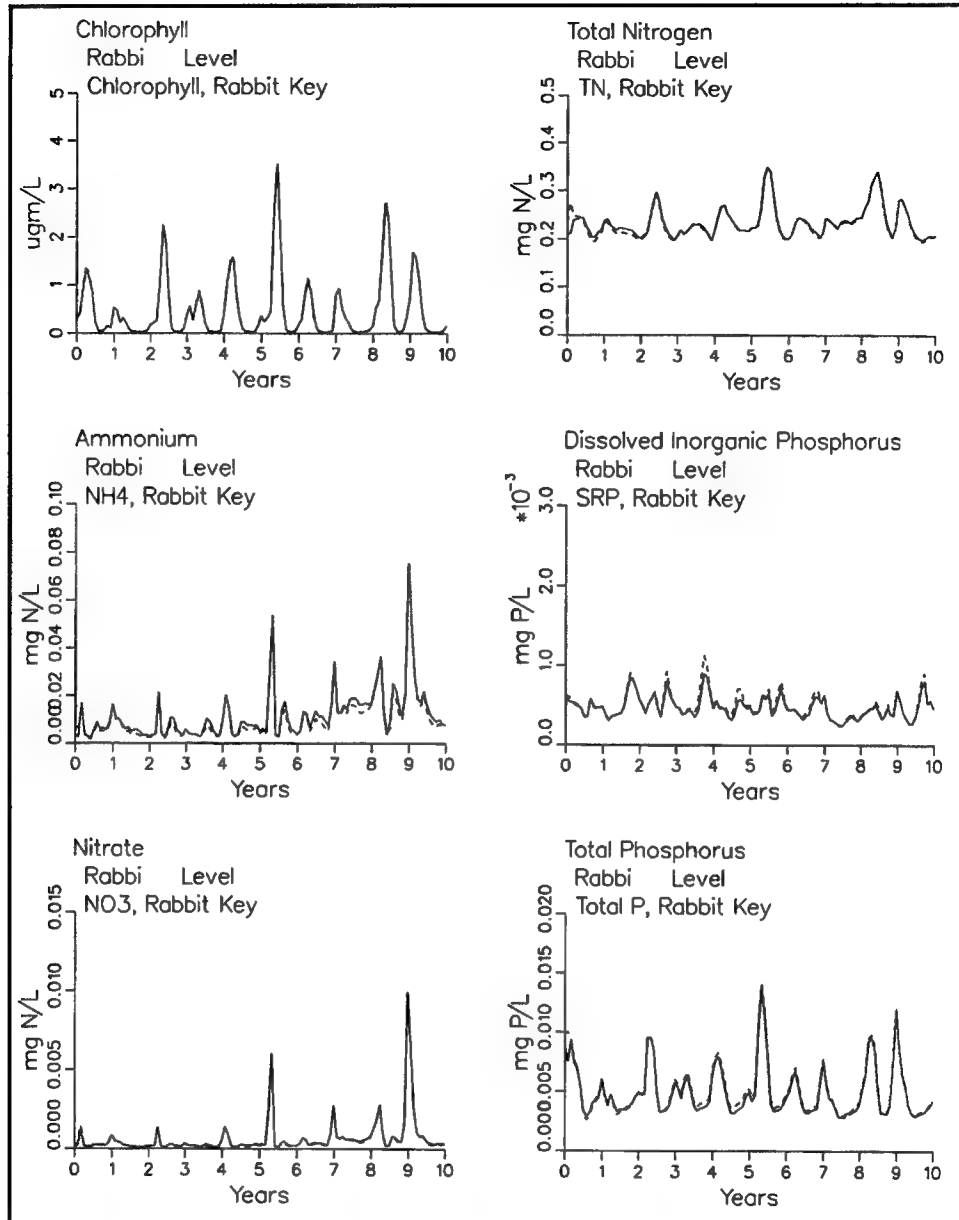 Chlorophyll
Rabbi Level
Chlorophyll, Rabbit Key
ugm/L
0 1 2 3 4 5
0 1 2 3 4 5 6 7 8 9 10
Years
Total Nitrogen
Rabbi Level
TN, Rabbit Key
mg N/L
0.0 0.1 0.2 0.3 0.4 0.5
0 1 2 3 4 5 6 7 8 9 10
Years
Ammonium
Rabbi Level
NH4, Rabbit Key
mg N/L
0.000 0.02 0.04 0.06 0.08 0.10
0 1 2 3 4 5 6 7 8 9 10
Years
Dissolved Inorganic Phosphorus
Rabbi Level
SRP, Rabbit Key
*10^-3
mg P/L
0.0 1.0 2.0 3.0
0 1 2 3 4 5 6 7 8 9 10
Years
Nitrate
Rabbi Level
NO3, Rabbit Key
mg N/L
0.000 0.005 0.010 0.015
0 1 2 3 4 5 6 7 8 9 10
Years
Total Phosphorus
Rabbi Level
Total P, Rabbit Key
mg P/L
0.000 0.005 0.010 0.015 0.020
0 1 2 3 4 5 6 7 8 9 10
Years